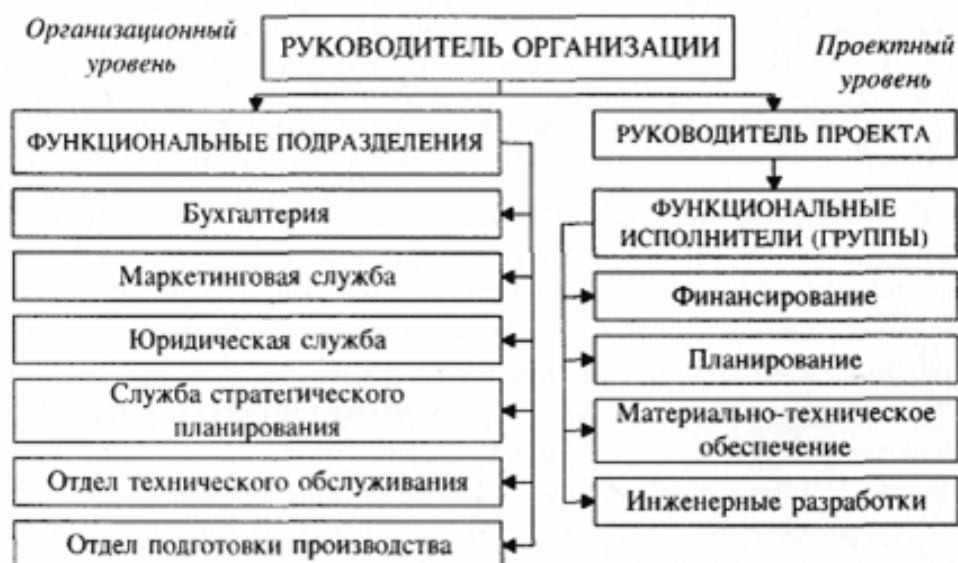 Организационный
уровень
РУКОВОДИТЕЛЬ ОРГАНИЗАЦИИ
Проектный
уровень
ФУНКЦИОНАЛЬНЫЕ ПОДРАЗДЕЛЕНИЯ
Бухгалтерия
Маркетинговая служба
Юридическая служба
Служба стратегического
планирования
Отдел технического обслуживания
Отдел подготовки производства
РУКОВОДИТЕЛЬ ПРОЕКТА
ФУНКЦИОНАЛЬНЫЕ
ИСПОЛНИТЕЛИ (ГРУППЫ)
Финансирование
Планирование
Материально-техническое
обеспечение
Инженерные разработки